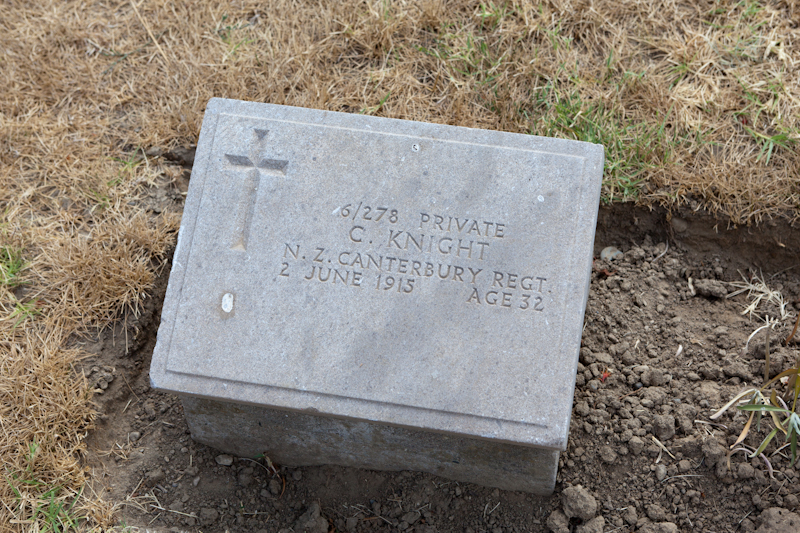 6/278 PRIVATE
C. KNIGHT
N. Z. CANTERBURY REGT.
2 JUNE 1915 AGE 32